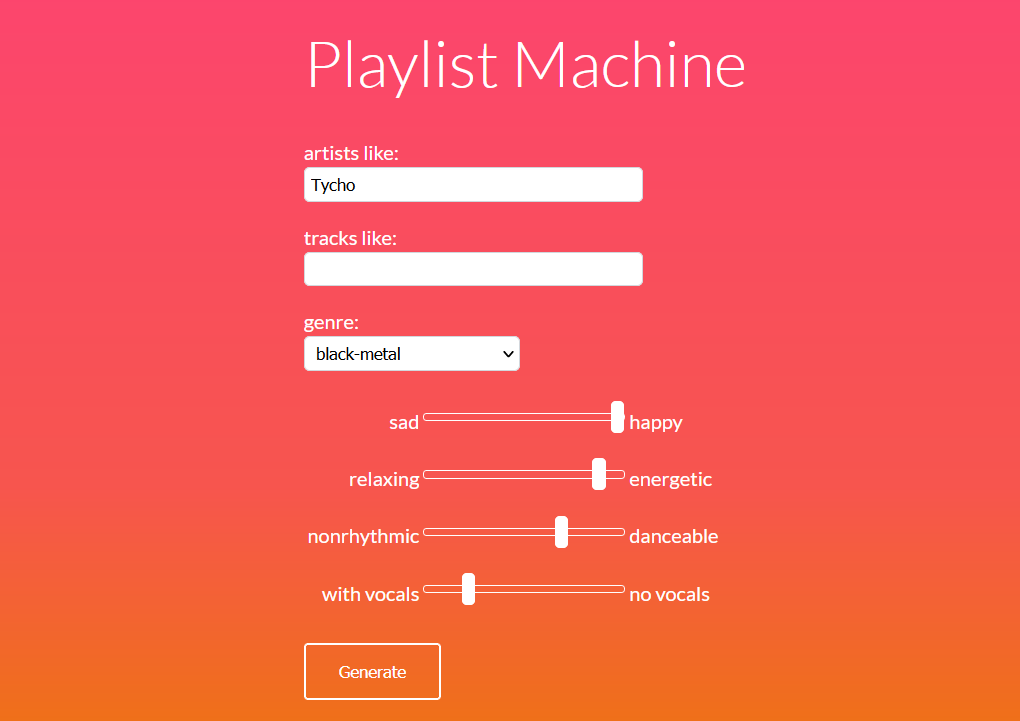 Playlist Machine
artists like:
Tycho
tracks like:
genre:
black-metal
sad happy
relaxing energetic
nonrhythmic danceable
with vocals no vocals
Generate